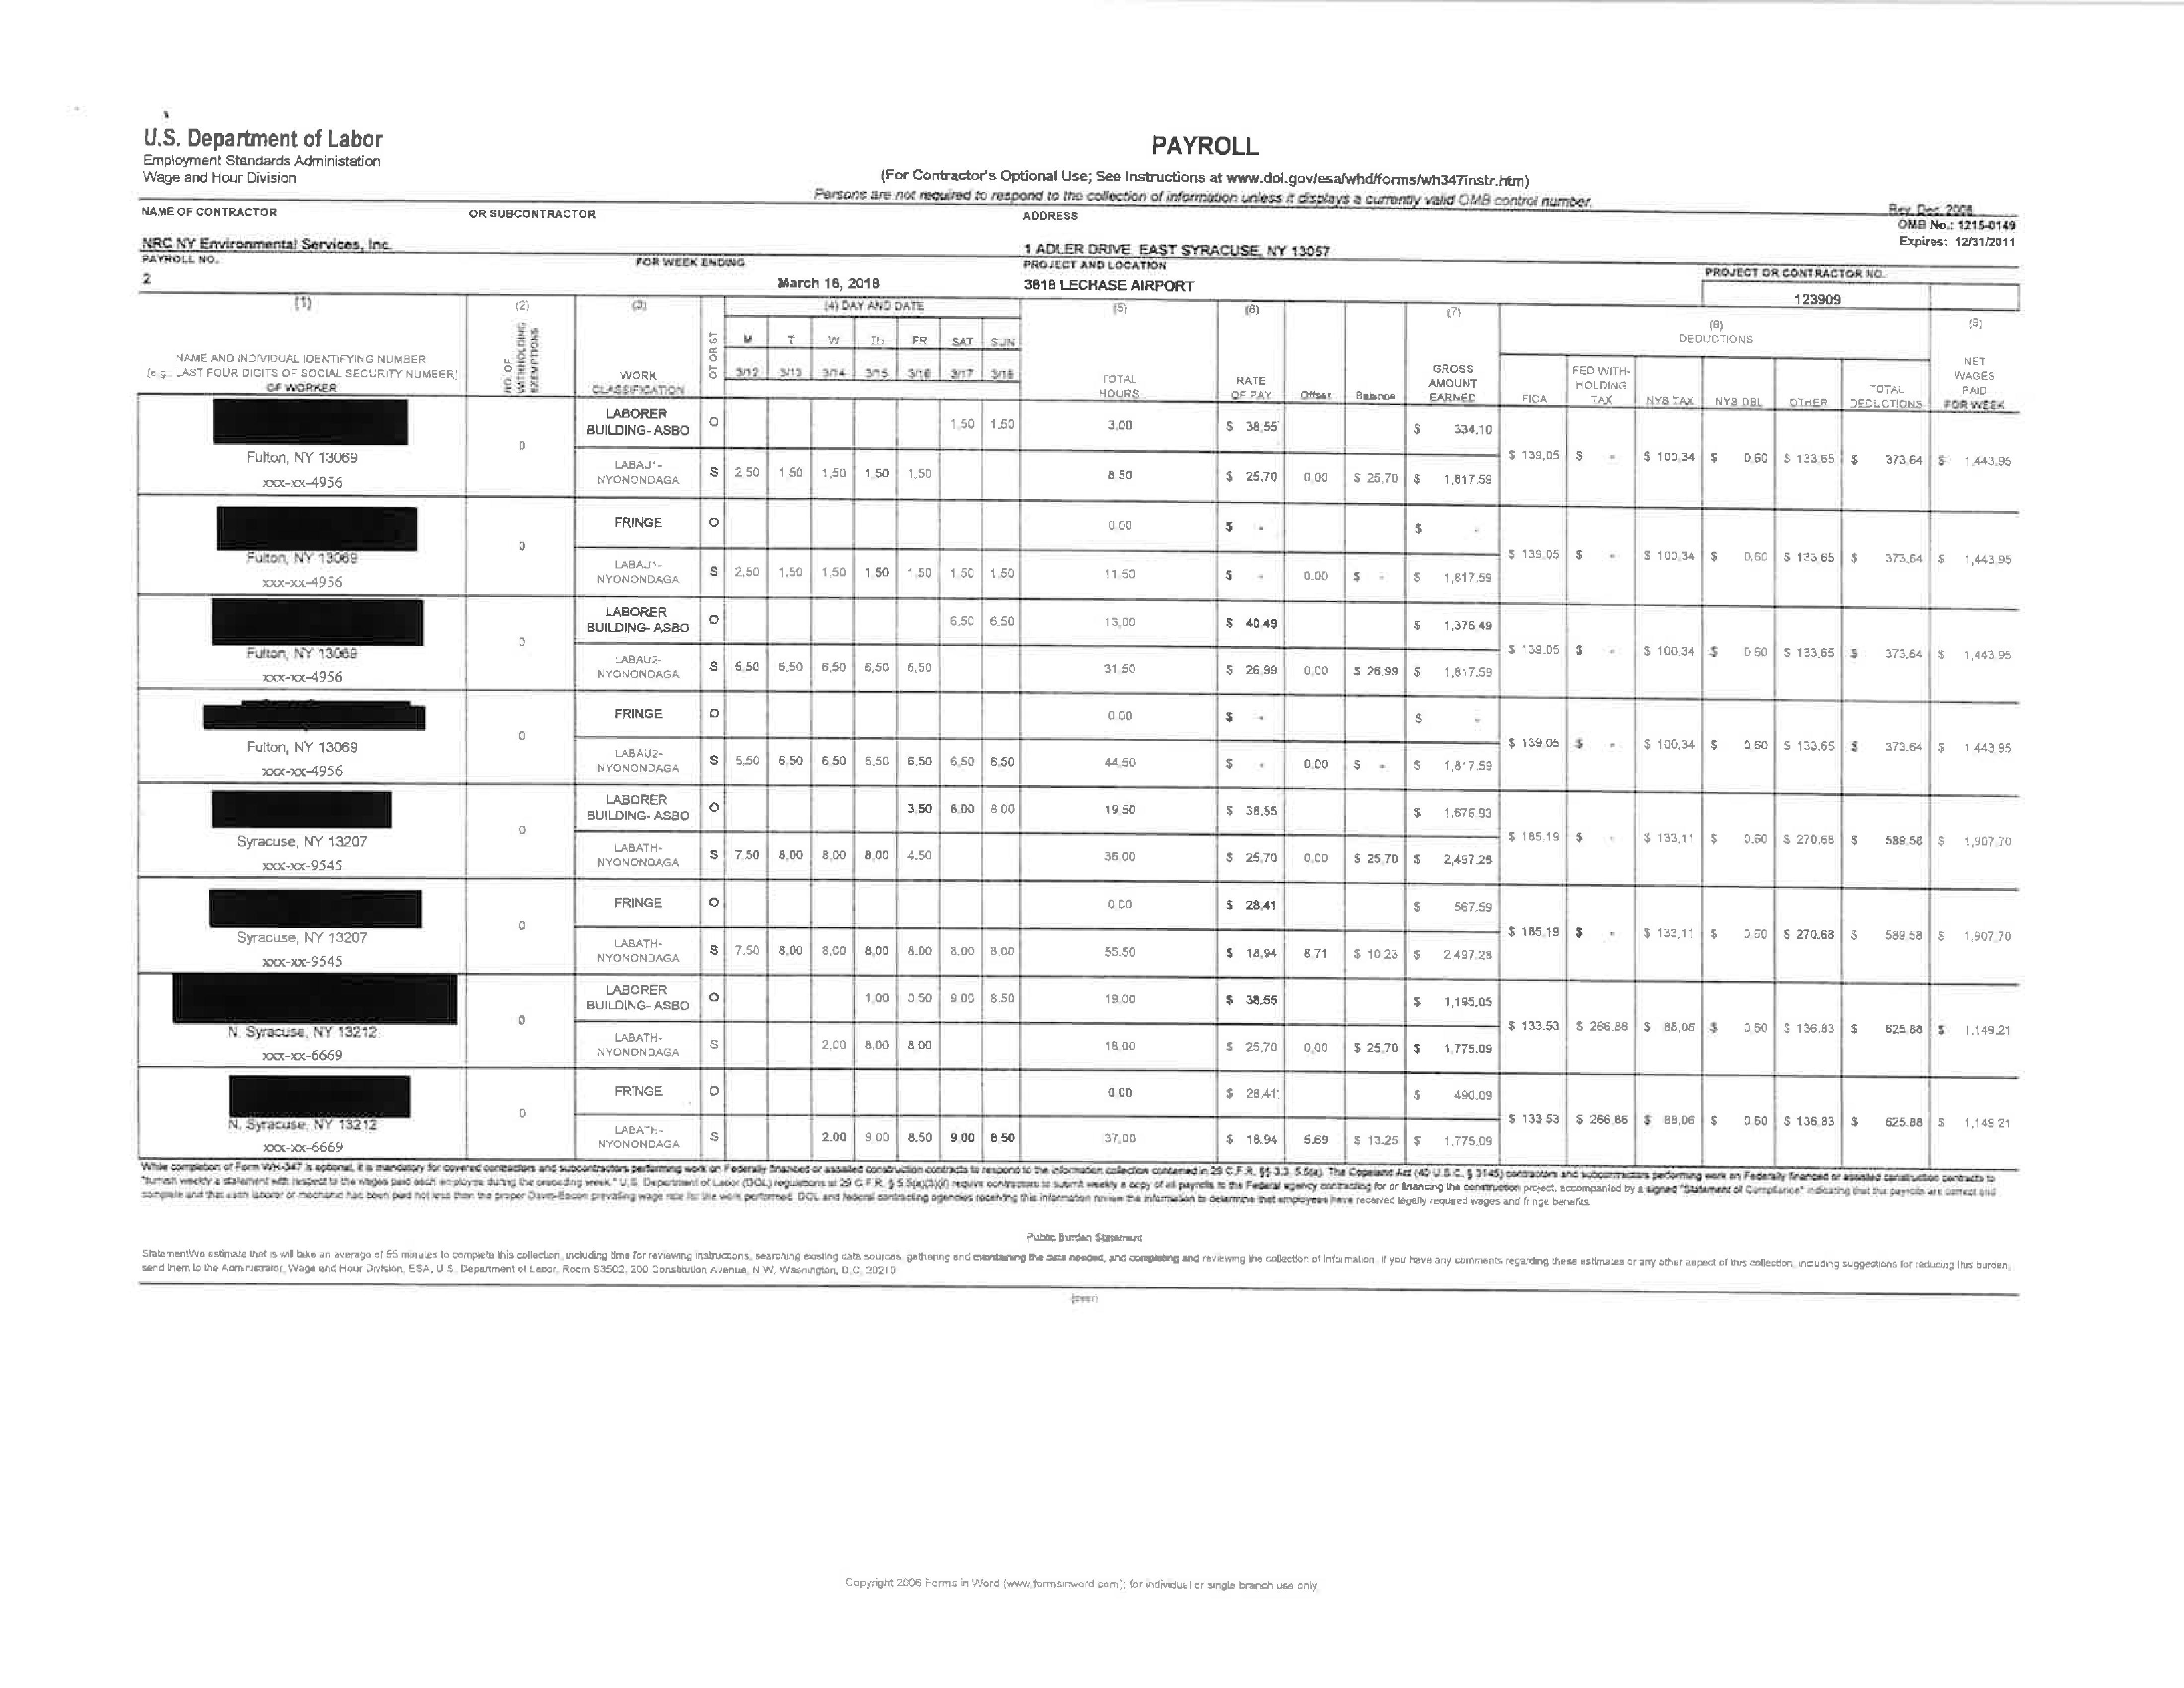 U.S. Department of Labor
Employment Standards Administation
Wage and Hour Division
PAYROLL
(For Contractor's Optional Use; See Instructions at www.dol.gov/esa/whd/forms/wh347instr.htm)
Persons are not required to respond to the collection of information unless it displays a currently valid OMB control number.
Rev. Dec. 2008
OMB No.: 1215-0149
Expires: 12/31/2011
NAME OF CONTRACTOR OR SUBCONTRACTOR ADDRESS
NRC NY Environmental Services, Inc. 1 ADLER DRIVE EAST SYRACUSE, NY 13057
PAYROLL NO. FOR WEEK ENDING PROJECT AND LOCATION PROJECT OR CONTRACTOR NO.
2 March 18, 2018 3818 LECHASE AIRPORT 123909
(1) (2) (3) (4) DAY AND DATE (5) (6) (7) (8) (9)
DEDUCTIONS
NAME AND INDIVIDUAL IDENTIFYING NUMBER
(e.g., LAST FOUR DIGITS OF SOCIAL SECURITY NUMBER)
OF WORKER
NO. OF WITHHOLDING EXEMPTIONS
WORK CLASSIFICATION
OT OR ST
M T W Th FR SAT SUN
3/12 3/13 3/14 3/15 3/16 3/17 3/18
TOTAL HOURS
RATE OF PAY
Offset
Balance
GROSS AMOUNT EARNED
FICA
FED WITH-HOLDING TAX
NYS TAX
NYS DBL
OTHER
TOTAL DEDUCTIONS
NET WAGES PAID FOR WEEK
LABORER BUILDING- ASBO O 1.50 1.50 3.00 $ 38.55 $ 334.10
Fulton, NY 13069 0 $ 139.05 $ - $ 100.34 $ 0.60 $ 133.65 $ 373.64 $ 1,443.95
xxx-xx-4956 LABAU1-NYONONDAGA S 2.50 1.50 1.50 1.50 1.50 8.50 $ 25.70 0.00 $ 25.70 $ 1,817.59
FRINGE O 0.00 $ - $ -
Fulton, NY 13069 0 $ 139.05 $ - $ 100.34 $ 0.60 $ 133.65 $ 373.64 $ 1,443.95
xxx-xx-4956 LABAU1-NYONONDAGA S 2.50 1.50 1.50 1.50 1.50 1.50 1.50 11.50 $ - 0.00 $ - $ 1,817.59
LABORER BUILDING- ASBO O 6.50 6.50 13.00 $ 40.49 $ 1,376.49
Fulton, NY 13069 0 $ 139.05 $ - $ 100.34 $ 0.60 $ 133.65 $ 373.64 $ 1,443.95
xxx-xx-4956 LABAU2-NYONONDAGA S 5.50 6.50 6.50 6.50 6.50 31.50 $ 26.99 0.00 $ 26.99 $ 1,817.59
FRINGE O 0.00 $ - $ -
Fulton, NY 13069 0 $ 139.05 $ - $ 100.34 $ 0.60 $ 133.65 $ 373.64 $ 1,443.95
xxx-xx-4956 LABAU2-NYONONDAGA S 5.50 6.50 6.50 6.50 6.50 6.50 6.50 44.50 $ - 0.00 $ - $ 1,817.59
LABORER BUILDING- ASBO O 3.50 8.00 8.00 19.50 $ 38.55 $ 1,676.93
Syracuse, NY 13207 0 $ 185.19 $ - $ 133.11 $ 0.60 $ 270.68 $ 589.58 $ 1,907.70
xxx-xx-9545 LABATH-NYONONDAGA S 7.50 8.00 8.00 8.00 4.50 36.00 $ 25.70 0.00 $ 25.70 $ 2,497.28
FRINGE O 0.00 $ 28.41 $ 567.59
Syracuse, NY 13207 0 $ 185.19 $ - $ 133.11 $ 0.60 $ 270.68 $ 589.58 $ 1,907.70
xxx-xx-9545 LABATH-NYONONDAGA S 7.50 8.00 8.00 8.00 8.00 8.00 8.00 55.50 $ 18.94 8.71 $ 10.23 $ 2,497.28
LABORER BUILDING- ASBO O 1.00 0.50 9.00 8.50 19.00 $ 38.55 $ 1,195.05
N. Syracuse, NY 13212 0 $ 133.53 $ 266.86 $ 88.06 $ 0.60 $ 136.83 $ 625.88 $ 1,149.21
xxx-xx-6669 LABATH-NYONONDAGA S 2.00 8.00 8.00 18.00 $ 25.70 0.00 $ 25.70 $ 1,775.09
FRINGE O 0.00 $ 28.41 $ 490.09
N. Syracuse, NY 13212 0 $ 133.53 $ 266.86 $ 88.06 $ 0.60 $ 136.83 $ 625.88 $ 1,149.21
xxx-xx-6669 LABATH-NYONONDAGA S 2.00 9.00 8.50 9.00 8.50 37.00 $ 18.94 5.69 $ 13.25 $ 1,775.09
While completion of Form WH-347 is optional, it is mandatory for covered contractors and subcontractors performing work on Federally financed or assisted construction contracts to respond to the information collection contained in 29 C.F.R. §§ 3.3, 5.5(a). The Copeland Act (40 U.S.C. § 3145) contractors and subcontractors performing work on Federally financed or assisted construction contracts to
"furnish weekly a statement with respect to the wages paid each employee during the preceding week." U.S. Department of Labor (DOL) regulations at 29 C.F.R. § 5.5(a)(3)(ii) require contractors to submit weekly a copy of all payrolls to the Federal agency contracting for or financing the construction project, accompanied by a signed "Statement of Compliance" indicating that the payrolls are correct and
complete and that each laborer or mechanic has been paid not less than the proper Davis-Bacon prevailing wage rate for the work performed. DOL and federal contracting agencies receiving this information review the information to determine that employees have received legally required wages and fringe benefits.
Public Burden Statement
StatementWe estimate that is will take an average of 55 minutes to complete this collection, including time for reviewing instructions, searching existing data sources, gathering and maintaining the data needed, and completing and reviewing the collection of information. If you have any comments regarding these estimates or any other aspect of this collection, including suggestions for reducing this burden,
send them to the Administrator, Wage and Hour Division, ESA, U.S. Department of Labor, Room S3502, 200 Constitution Avenue, N.W. Washington, D.C. 20210
(over)
Copyright 2006 Forms in Word (www.formsinword.com); for individual or single branch use only.